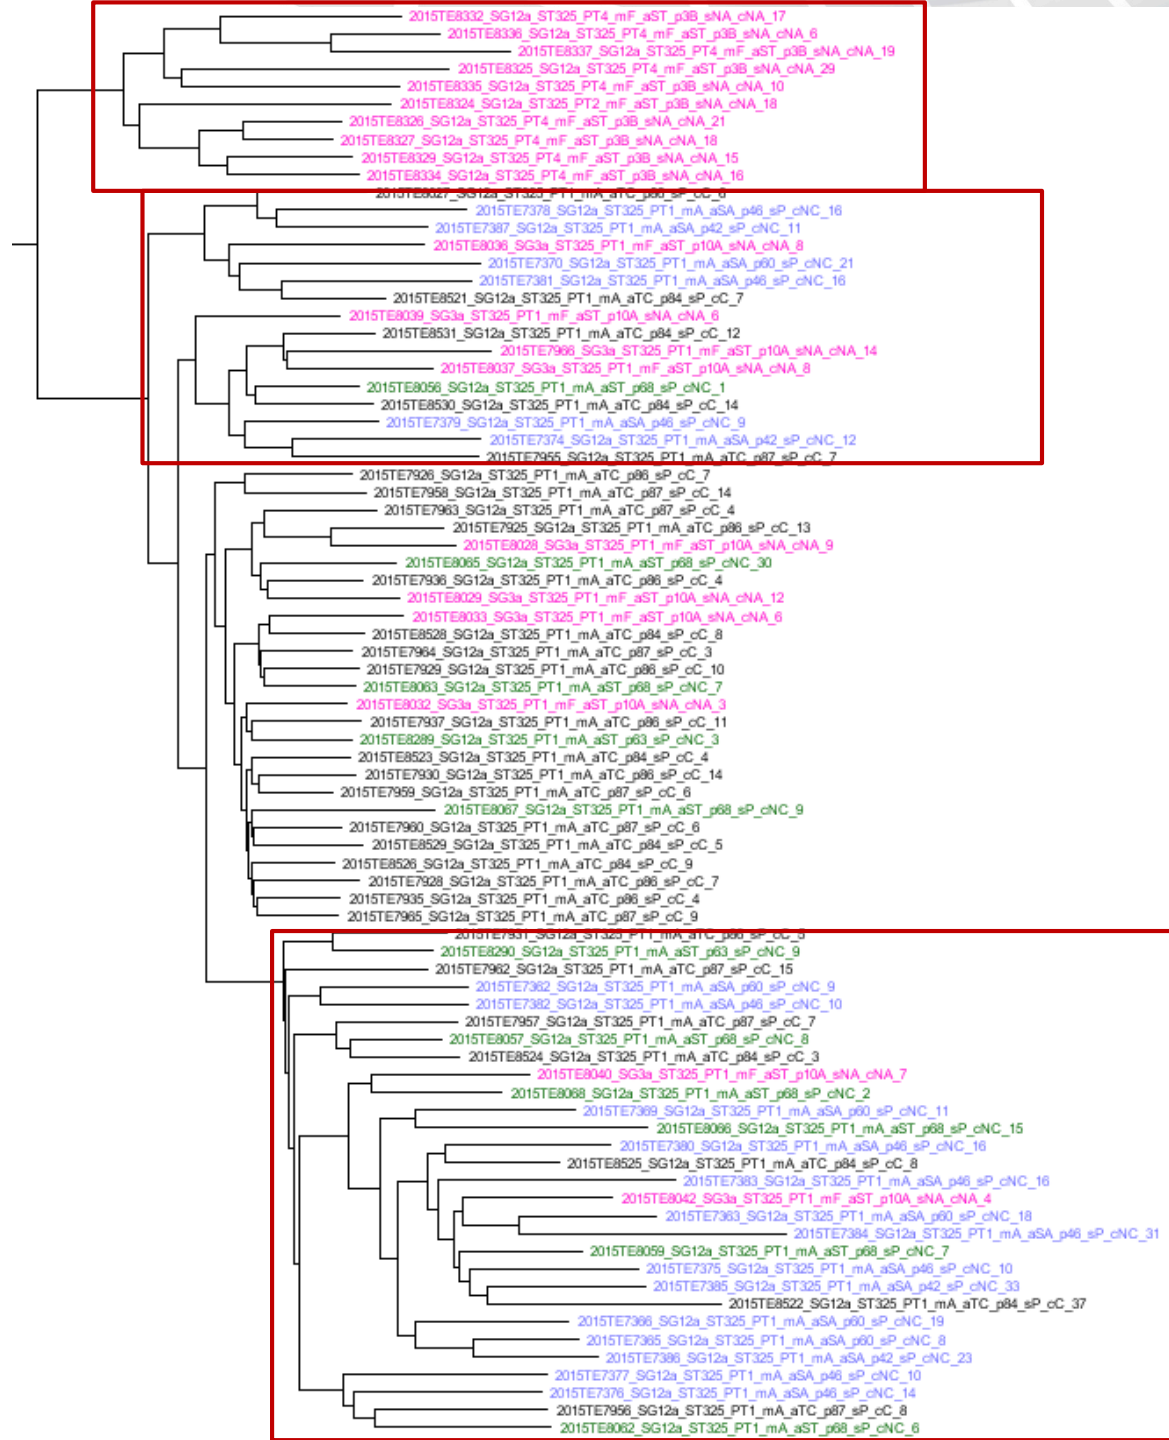 2015TE8332_SG12a_ST325_PT4_mF_aST_p3B_sNA_cNA_17
2015TE8336_SG12a_ST325_PT4_mF_aST_p3B_sNA_cNA_6
2015TE8337_SG12a_ST325_PT4_mF_aST_p3B_sNA_cNA_19
2015TE8325_SG12a_ST325_PT4_mF_aST_p3B_sNA_cNA_29
2015TE8335_SG12a_ST325_PT4_mF_aST_p3B_sNA_cNA_10
2015TE8324_SG12a_ST325_PT2_mF_aST_p3B_sNA_cNA_18
2015TE8326_SG12a_ST325_PT4_mF_aST_p3B_sNA_cNA_21
2015TE8327_SG12a_ST325_PT4_mF_aST_p3B_sNA_cNA_18
2015TE8329_SG12a_ST325_PT4_mF_aST_p3B_sNA_cNA_15
2015TE8334_SG12a_ST325_PT4_mF_aST_p3B_sNA_cNA_16
2015TE7378_SG12a_ST325_PT1_mA_aSA_p46_sP_cNC_16
2015TE7387_SG12a_ST325_PT1_mA_aSA_p42_sP_cNC_11
2015TE8036_SG3a_ST325_PT1_mF_aST_p10A_sNA_cNA_8
2015TE7370_SG12a_ST325_PT1_mA_aSA_p60_sP_cNC_21
2015TE7381_SG12a_ST325_PT1_mA_aSA_p46_sP_cNC_16
2015TE8521_SG12a_ST325_PT1_mA_aTC_p84_sP_cC_7
2015TE8039_SG3a_ST325_PT1_mF_aST_p10A_sNA_cNA_6
2015TE8531_SG12a_ST325_PT1_mA_aTC_p84_sP_cC_12
2015TE7966_SG3a_ST325_PT1_mF_aST_p10A_sNA_cNA_14
2015TE8037_SG3a_ST325_PT1_mF_aST_p10A_sNA_cNA_8
2015TE8056_SG12a_ST325_PT1_mA_aST_p68_sP_cNC_1
2015TE8530_SG12a_ST325_PT1_mA_aTC_p84_sP_cC_14
2015TE7379_SG12a_ST325_PT1_mA_aSA_p46_sP_cNC_9
2015TE7374_SG12a_ST325_PT1_mA_aSA_p42_sP_cNC_12
2015TE7955_SG12a_ST325_PT1_mA_aTC_p87_sP_cC_7
2015TE7926_SG12a_ST325_PT1_mA_aTC_p86_sP_cC_7
2015TE7958_SG12a_ST325_PT1_mA_aTC_p87_sP_cC_14
2015TE7963_SG12a_ST325_PT1_mA_aTC_p87_sP_cC_4
2015TE7925_SG12a_ST325_PT1_mA_aTC_p86_sP_cC_13
2015TE8028_SG3a_ST325_PT1_mF_aST_p10A_sNA_cNA_9
2015TE8065_SG12a_ST325_PT1_mA_aST_p68_sP_cNC_30
2015TE7936_SG12a_ST325_PT1_mA_aTC_p86_sP_cC_4
2015TE8029_SG3a_ST325_PT1_mF_aST_p10A_sNA_cNA_12
2015TE8033_SG3a_ST325_PT1_mF_aST_p10A_sNA_cNA_6
2015TE8528_SG12a_ST325_PT1_mA_aTC_p84_sP_cC_8
2015TE7964_SG12a_ST325_PT1_mA_aTC_p87_sP_cC_3
2015TE7929_SG12a_ST325_PT1_mA_aTC_p86_sP_cC_10
2015TE8063_SG12a_ST325_PT1_mA_aST_p68_sP_cNC_7
2015TE8032_SG3a_ST325_PT1_mF_aST_p10A_sNA_cNA_3
2015TE7937_SG12a_ST325_PT1_mA_aTC_p86_sP_cC_11
2015TE8289_SG12a_ST325_PT1_mA_aST_p63_sP_cNC_3
2015TE8523_SG12a_ST325_PT1_mA_aTC_p84_sP_cC_4
2015TE7930_SG12a_ST325_PT1_mA_aTC_p86_sP_cC_14
2015TE7959_SG12a_ST325_PT1_mA_aTC_p87_sP_cC_6
2015TE8067_SG12a_ST325_PT1_mA_aST_p68_sP_cNC_9
2015TE7960_SG12a_ST325_PT1_mA_aTC_p87_sP_cC_6
2015TE8529_SG12a_ST325_PT1_mA_aTC_p84_sP_cC_5
2015TE8526_SG12a_ST325_PT1_mA_aTC_p84_sP_cC_9
2015TE7928_SG12a_ST325_PT1_mA_aTC_p86_sP_cC_7
2015TE7935_SG12a_ST325_PT1_mA_aTC_p86_sP_cC_4
2015TE7965_SG12a_ST325_PT1_mA_aTC_p87_sP_cC_9
2015TE8290_SG12a_ST325_PT1_mA_aST_p63_sP_cNC_9
2015TE7962_SG12a_ST325_PT1_mA_aTC_p87_sP_cC_15
2015TE7362_SG12a_ST325_PT1_mA_aSA_p60_sP_cNC_9
2015TE7382_SG12a_ST325_PT1_mA_aSA_p46_sP_cNC_10
2015TE7957_SG12a_ST325_PT1_mA_aTC_p87_sP_cC_7
2015TE8057_SG12a_ST325_PT1_mA_aST_p68_sP_cNC_8
2015TE8524_SG12a_ST325_PT1_mA_aTC_p84_sP_cC_3
2015TE8040_SG3a_ST325_PT1_mF_aST_p10A_sNA_cNA_7
2015TE8068_SG12a_ST325_PT1_mA_aST_p68_sP_cNC_2
2015TE7369_SG12a_ST325_PT1_mA_aSA_p60_sP_cNC_11
2015TE8066_SG12a_ST325_PT1_mA_aST_p68_sP_cNC_15
2015TE7380_SG12a_ST325_PT1_mA_aSA_p46_sP_cNC_16
2015TE8525_SG12a_ST325_PT1_mA_aTC_p84_sP_cC_8
2015TE7383_SG12a_ST325_PT1_mA_aSA_p46_sP_cNC_16
2015TE8042_SG3a_ST325_PT1_mF_aST_p10A_sNA_cNA_4
2015TE7363_SG12a_ST325_PT1_mA_aSA_p60_sP_cNC_18
2015TE7384_SG12a_ST325_PT1_mA_aSA_p46_sP_cNC_31
2015TE8059_SG12a_ST325_PT1_mA_aST_p68_sP_cNC_7
2015TE7375_SG12a_ST325_PT1_mA_aSA_p46_sP_cNC_10
2015TE7385_SG12a_ST325_PT1_mA_aSA_p42_sP_cNC_33
2015TE8522_SG12a_ST325_PT1_mA_aTC_p84_sP_cC_37
2015TE7366_SG12a_ST325_PT1_mA_aSA_p60_sP_cNC_19
2015TE7365_SG12a_ST325_PT1_mA_aSA_p60_sP_cNC_8
2015TE7386_SG12a_ST325_PT1_mA_aSA_p42_sP_cNC_23
2015TE7377_SG12a_ST325_PT1_mA_aSA_p46_sP_cNC_10
2015TE7376_SG12a_ST325_PT1_mA_aSA_p46_sP_cNC_14
2015TE7956_SG12a_ST325_PT1_mA_aTC_p87_sP_cC_8
2015TE8062_SG12a_ST325_PT1_mA_aST_p68_sP_cNC_6